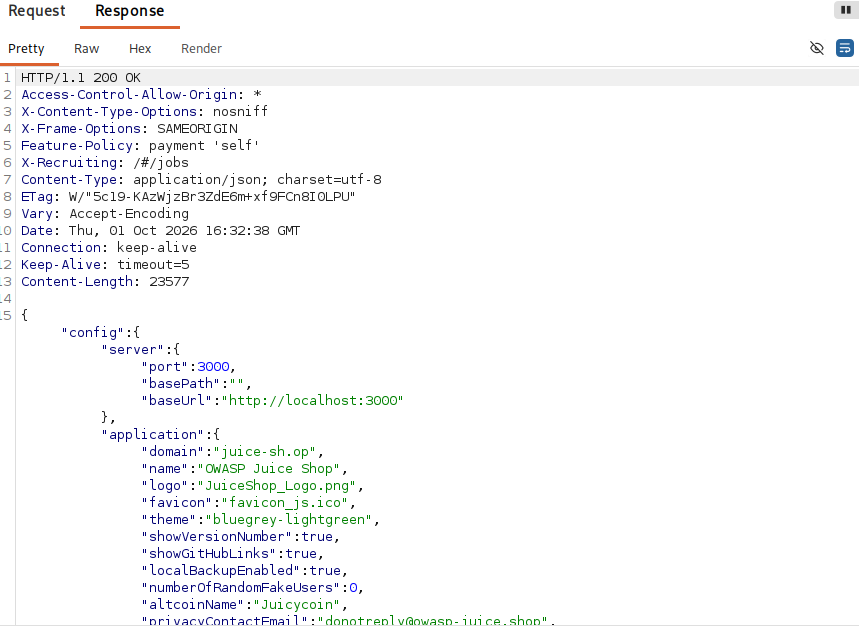 Request Response
Pretty Raw Hex Render
1 HTTP/1.1 200 OK
2 Access-Control-Allow-Origin: *
3 X-Content-Type-Options: nosniff
4 X-Frame-Options: SAMEORIGIN
5 Feature-Policy: payment 'self'
6 X-Recruiting: /#/jobs
7 Content-Type: application/json; charset=utf-8
8 ETag: W/"5c19-KAzWjzBr3ZdE6m+xf9FCn8I0LPU"
9 Vary: Accept-Encoding
10 Date: Thu, 01 Oct 2026 16:32:38 GMT
11 Connection: keep-alive
12 Keep-Alive: timeout=5
13 Content-Length: 23577
14
15 {
"config":{
"server":{
"port":3000,
"basePath":"",
"baseUrl":"http://localhost:3000"
},
"application":{
"domain":"juice-sh.op",
"name":"OWASP Juice Shop",
"logo":"JuiceShop_Logo.png",
"favicon":"favicon_js.ico",
"theme":"bluegrey-lightgreen",
"showVersionNumber":true,
"showGitHubLinks":true,
"localBackupEnabled":true,
"numberOfRandomFakeUsers":0,
"altcoinName":"Juicycoin",
"privacyContactEmail":"donotreply@owasp-juice.shop",